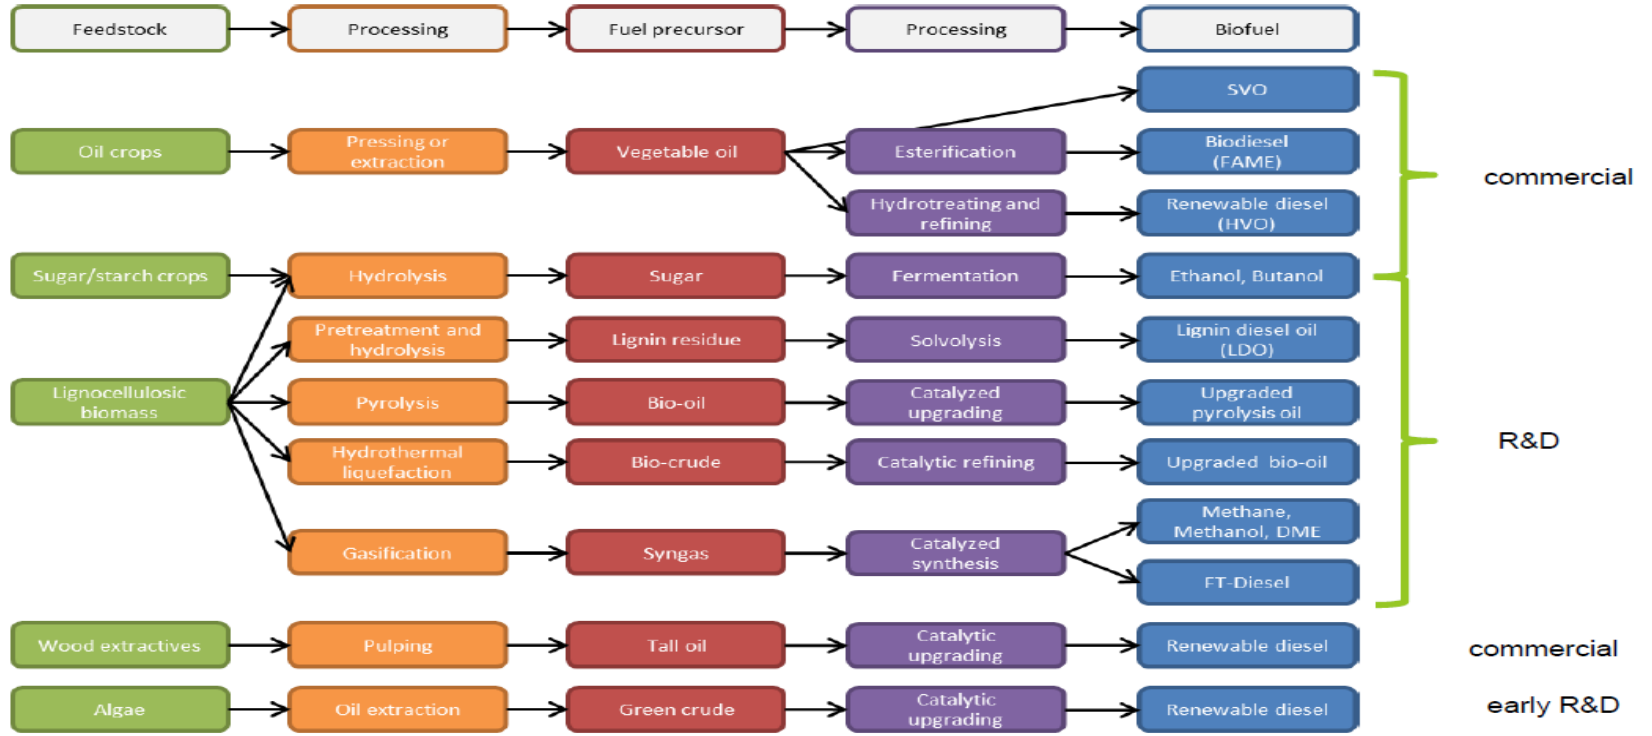 Feedstock
Processing
Fuel precursor
Processing
Biofuel
SVO
Oil crops
Pressing or
extraction
Vegetable oil
Esterification
Biodiesel
(FAME)
commercial
Hydrotreating and
refining
Renewable diesel
(HVO)
Sugar/starch crops
Hydrolysis
Sugar
Fermentation
Ethanol, Butanol
Pretreatment and
hydrolysis
Lignin residue
Solvolysis
Lignin diesel oil
(LDO)
Lignocellulosic
biomass
Pyrolysis
Bio-oil
Catalyzed
upgrading
Upgraded
pyrolysis oil
R&D
Hydrothermal
liquefaction
Bio-crude
Catalytic refining
Upgraded bio-oil
Methane,
Methanol, DME
Gasification
Syngas
Catalyzed
synthesis
FT-Diesel
Wood extractives
Pulping
Tall oil
Catalytic
upgrading
Renewable diesel
commercial
Algae
Oil extraction
Green crude
Catalytic
upgrading
Renewable diesel
early R&D